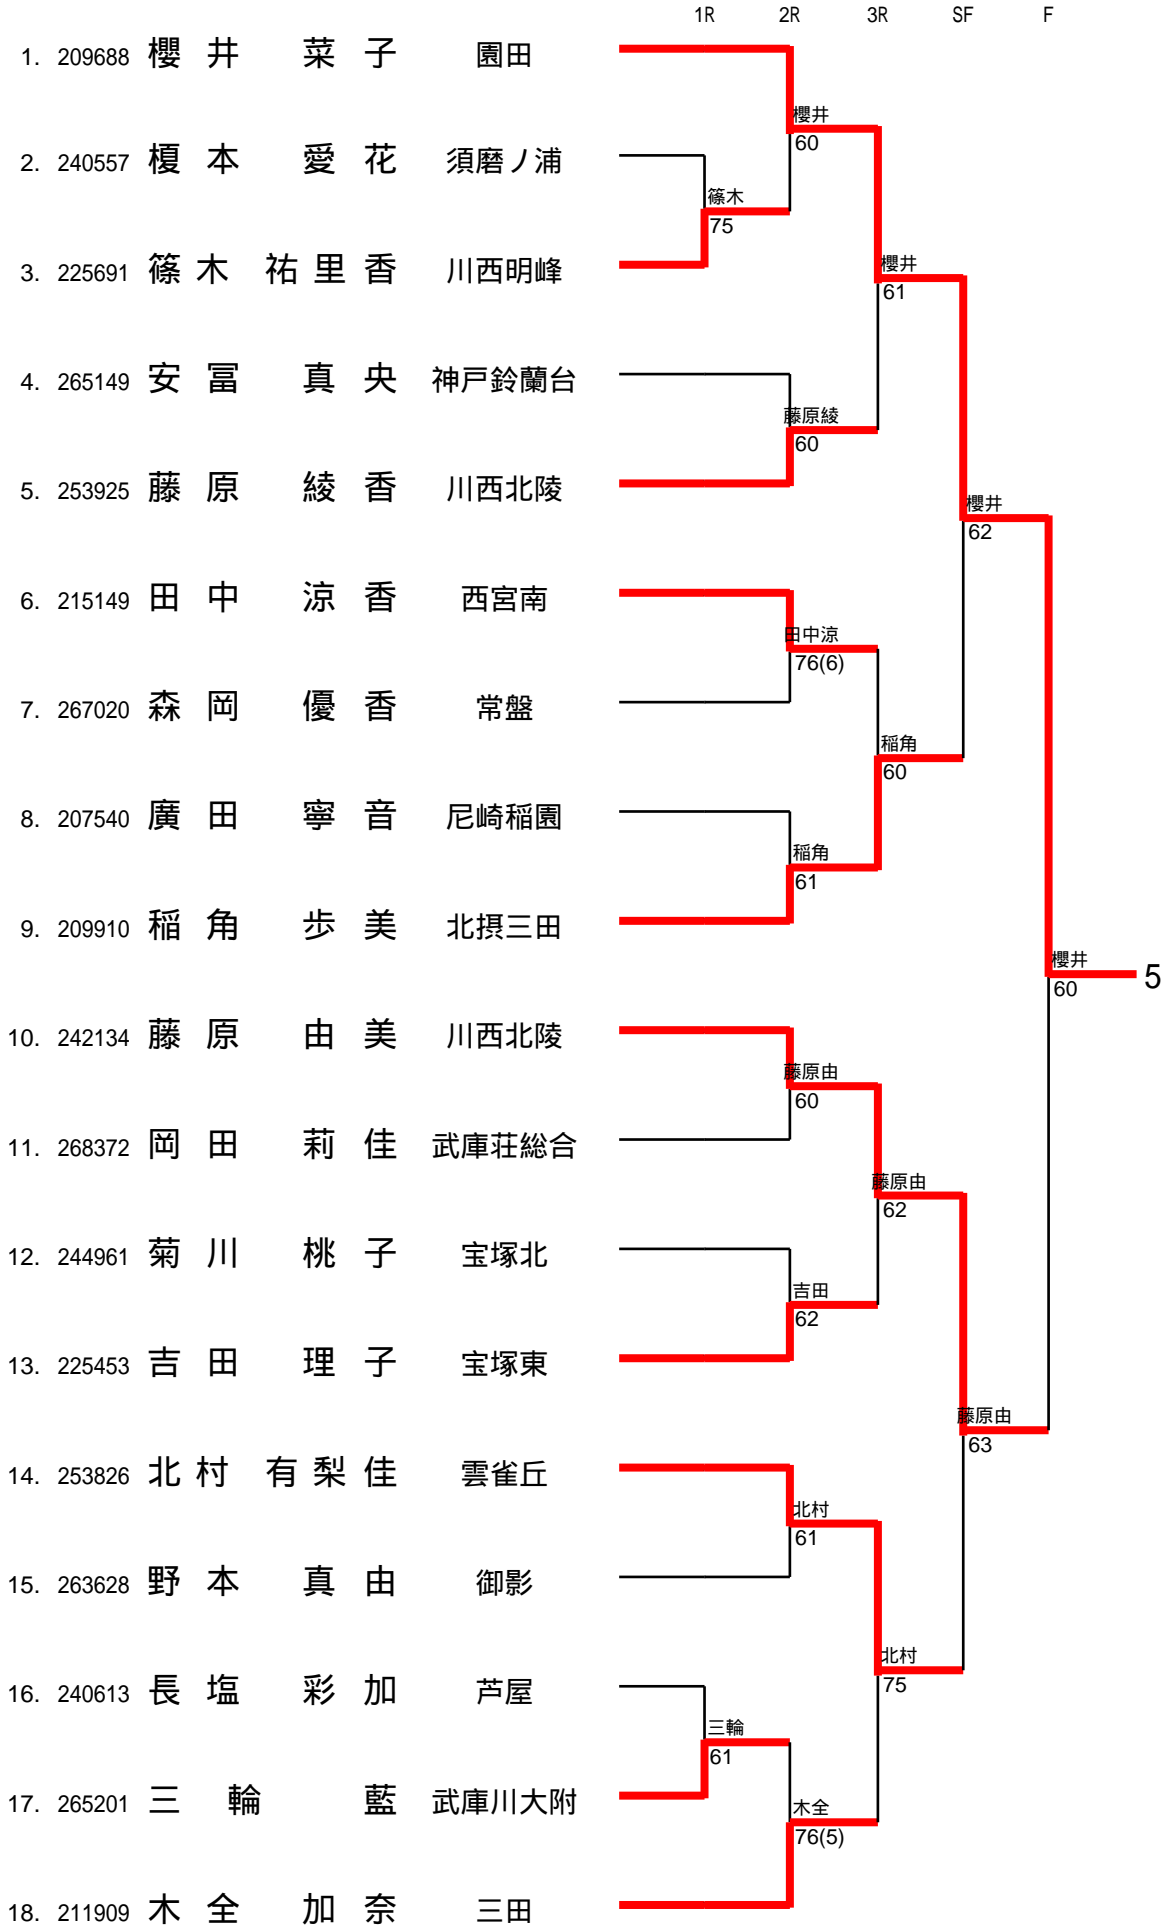 1R 2R 3R SF F
1. 209688 櫻井 菜子 園田
櫻井
60
2. 240557 榎本 愛花 須磨ノ浦
篠木
75
3. 225691 篠木 祐里香 川西明峰
櫻井
61
4. 265149 安冨 真央 神戸鈴蘭台
藤原綾
60
5. 253925 藤原 綾香 川西北陵
櫻井
62
6. 215149 田中 涼香 西宮南
田中涼
76(6)
7. 267020 森岡 優香 常盤
稲角
60
8. 207540 廣田 寧音 尼崎稲園
稲角
61
9. 209910 稲角 歩美 北摂三田
櫻井
60
5
10. 242134 藤原 由美 川西北陵
藤原由
60
11. 268372 岡田 莉佳 武庫荘総合
藤原由
62
12. 244961 菊川 桃子 宝塚北
吉田
62
13. 225453 吉田 理子 宝塚東
藤原由
63
14. 253826 北村 有梨佳 雲雀丘
北村
61
15. 263628 野本 真由 御影
北村
75
16. 240613 長塩 彩加 芦屋
三輪
61
17. 265201 三輪 藍 武庫川大附
木全
76(5)
18. 211909 木全 加奈 三田